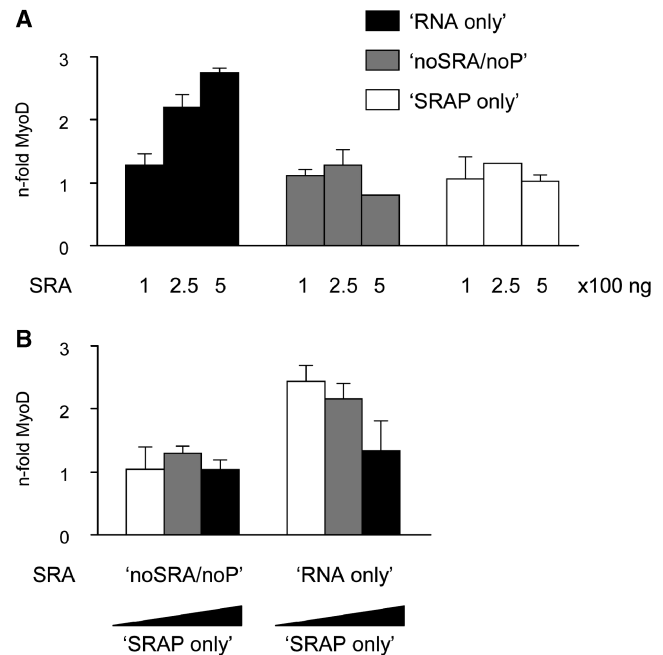 A
‘RNA only’
‘noSRA/noP’
‘SRAP only’
3
2
1
0
n-fold MyoD
SRA 1 2.5 5 1 2.5 5 1 2.5 5 x100 ng
B
3
2
1
0
n-fold MyoD
SRA ‘noSRA/noP’ ‘RNA only’
‘SRAP only’ ‘SRAP only’